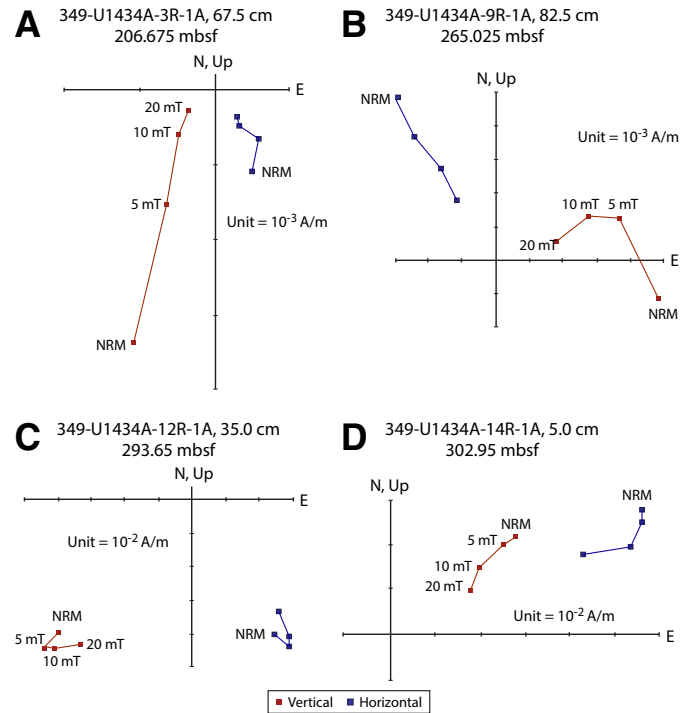 A
349-U1434A-3R-1A, 67.5 cm
206.675 mbsf
N, Up
E
20 mT
10 mT
5 mT
NRM
NRM
Unit = 10⁻³ A/m
B
349-U1434A-9R-1A, 82.5 cm
265.025 mbsf
N, Up
NRM
Unit = 10⁻³ A/m
10 mT
5 mT
20 mT
E
NRM
C
349-U1434A-12R-1A, 35.0 cm
293.65 mbsf
N, Up
E
Unit = 10⁻² A/m
NRM
5 mT
20 mT
10 mT
NRM
D
349-U1434A-14R-1A, 5.0 cm
302.95 mbsf
N, Up
NRM
NRM
5 mT
10 mT
20 mT
Unit = 10⁻² A/m
E
Vertical
Horizontal